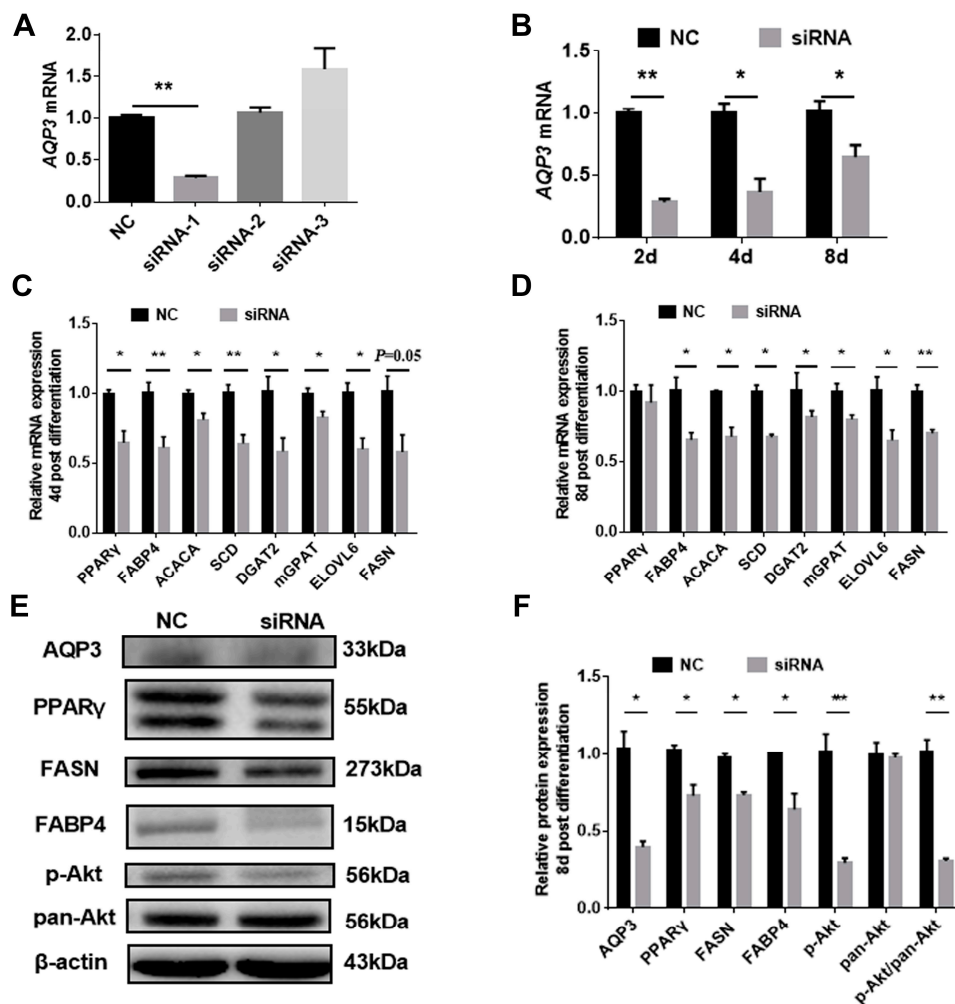 A
AQP3 mRNA
2.0
1.5
1.0
0.5
0.0
**
NC
siRNA-1
siRNA-2
siRNA-3
B
NC siRNA
AQP3 mRNA
1.5
1.0
0.5
0.0
** * *
2d 4d 8d
C
NC siRNA
Relative mRNA expression
4d post differentiation
1.5
1.0
0.5
0.0
* ** * ** * * * P=0.05
PPARγ
FABP4
ACACA
SCD
DGAT2
mGPAT
ELOVL6
FASN
D
NC siRNA
Relative mRNA expression
8d post differentiation
1.5
1.0
0.5
0.0
* * * * * * **
PPARγ
FABP4
ACACA
SCD
DGAT2
mGPAT
ELOVL6
FASN
E
NC siRNA
AQP3 33kDa
PPARγ 55kDa
FASN 273kDa
FABP4 15kDa
p-Akt 56kDa
pan-Akt 56kDa
β-actin 43kDa
F
NC siRNA
Relative protein expression
8d post differentiation
1.5
1.0
0.5
0.0
* * * * ** **
AQP3
PPARγ
FASN
FABP4
p-Akt
pan-Akt
p-Akt/pan-Akt